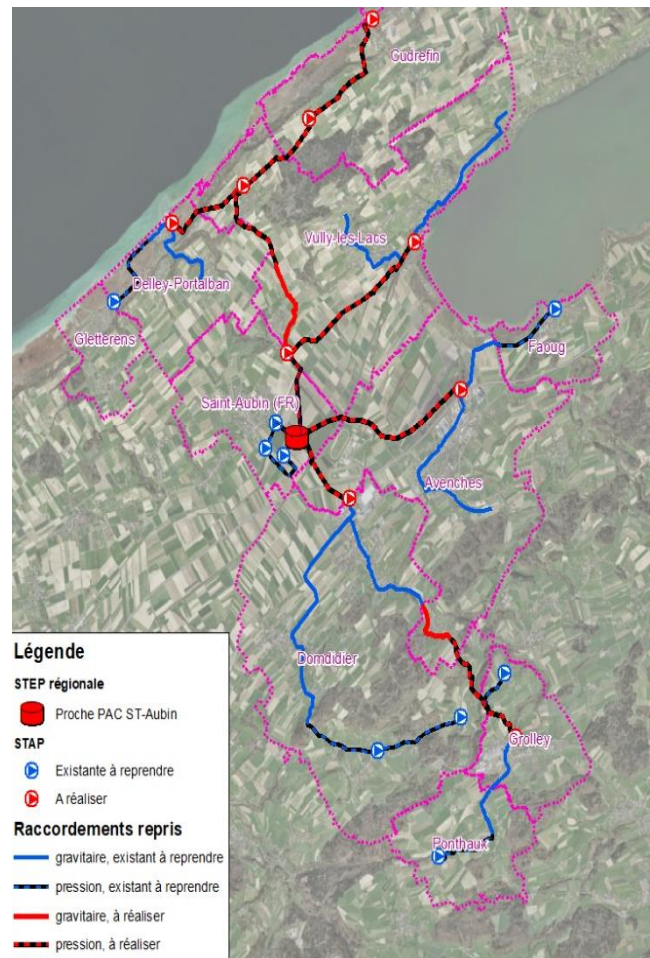 Cudrefin
Vully-les-Lacs
Delley-Portalban
Gletterens
Faoug
Saint-Aubin (FR)
Avenches
Domdidier
Grolley
Ponthaux
Légende
STEP régionale
Proche PAC ST-Aubin
STAP
Existante à reprendre
A réaliser
Raccordements repris
gravitaire, existant à reprendre
pression, existant à reprendre
gravitaire, à réaliser
pression, à réaliser